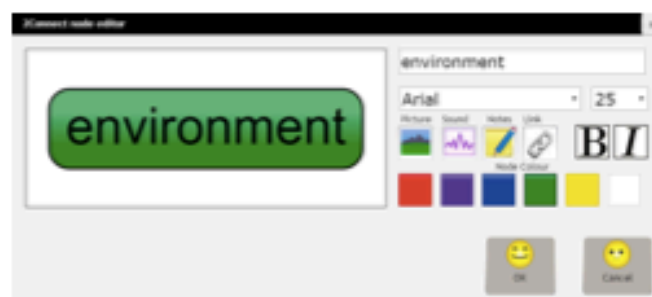 2Connect node editor
environment
environment
Arial 25
Picture Sound Notes Link
B I
Node Colour
OK Cancel